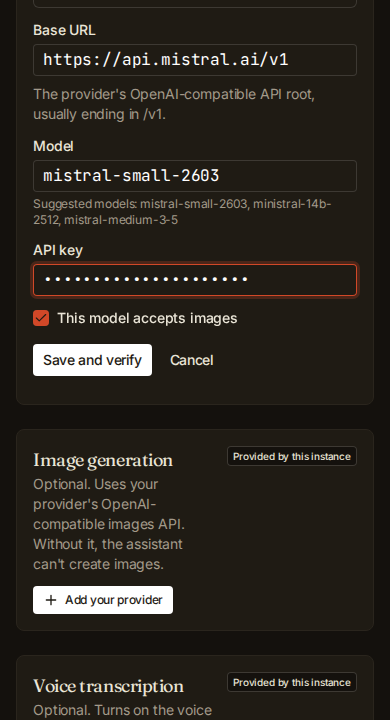 Base URL
https://api.mistral.ai/v1
The provider's OpenAI-compatible API root,
usually ending in /v1.
Model
mistral-small-2603
Suggested models: mistral-small-2603, ministral-14b-
2512, mistral-medium-3-5
API key
•••••••••••••••••••••
This model accepts images
Save and verify
Cancel
Image generation
Provided by this instance
Optional. Uses your
provider's OpenAI-
compatible images API.
Without it, the assistant
can't create images.
+ Add your provider
Voice transcription
Provided by this instance
Optional. Turns on the voice